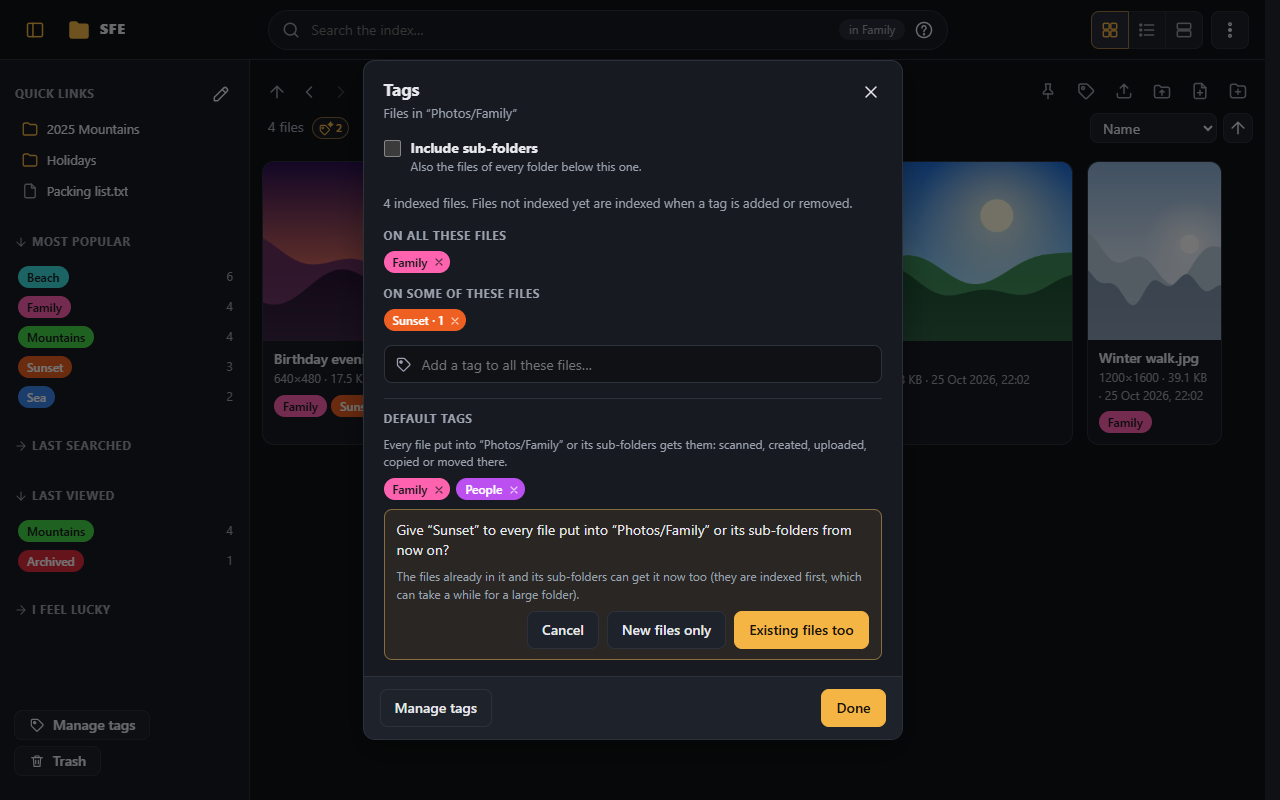 SFE
Search the index...
in Family
QUICK LINKS
2025 Mountains
Holidays
Packing list.txt
MOST POPULAR
Beach 6
Family 4
Mountains 4
Sunset 3
Sea 2
LAST SEARCHED
LAST VIEWED
Mountains 4
Archived 1
I FEEL LUCKY
Manage tags
Trash
4 files
2
Name
Birthday
640×480 · 17.5
Family
KB · 25 Oct 2026, 22:02
Winter walk.jpg
1200×1600 · 39.1 KB
· 25 Oct 2026, 22:02
Family
Tags
Files in “Photos/Family”
Include sub-folders
Also the files of every folder below this one.
4 indexed files. Files not indexed yet are indexed when a tag is added or removed.
ON ALL THESE FILES
Family
ON SOME OF THESE FILES
Sunset · 1
Add a tag to all these files...
DEFAULT TAGS
Every file put into “Photos/Family” or its sub-folders gets them: scanned, created, uploaded,
copied or moved there.
Family People
Give “Sunset” to every file put into “Photos/Family” or its sub-folders from
now on?
The files already in it and its sub-folders can get it now too (they are indexed first, which
can take a while for a large folder).
Cancel New files only Existing files too
Manage tags Done